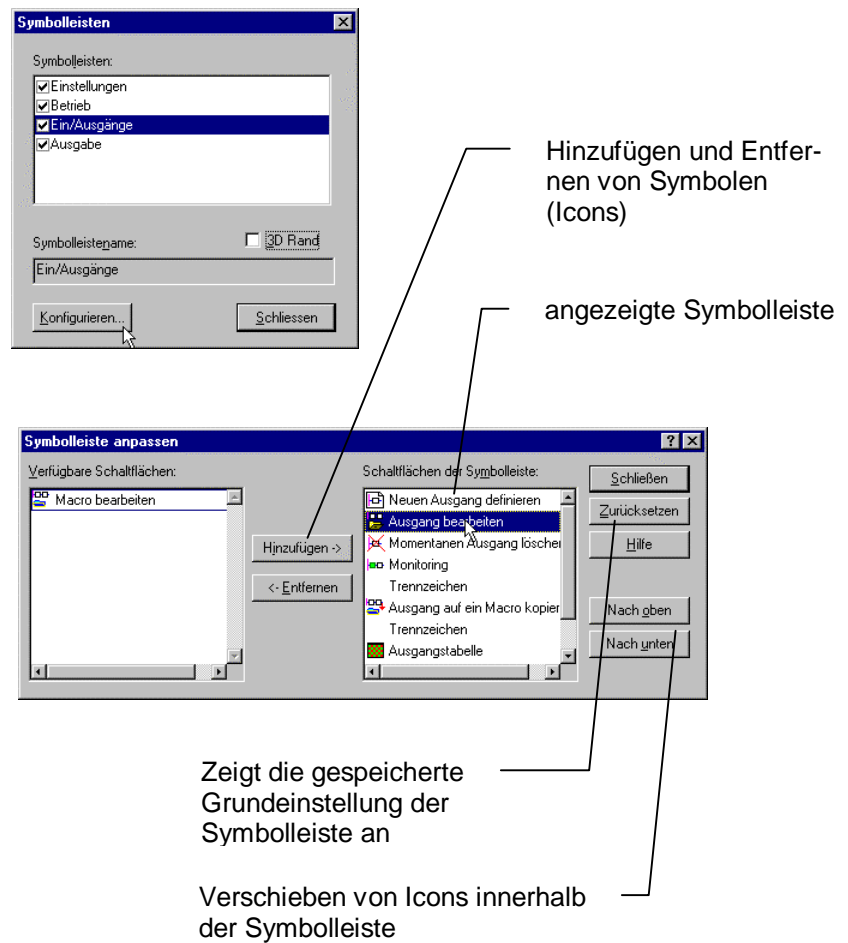 Symbolleisten
Symbolleisten:
Einstellungen
Betrieb
Ein/Ausgänge
Ausgabe
Symbolleistename:
3D Rand
Ein/Ausgänge
Konfigurieren...
Schliessen
Hinzufügen und Entfer-
nen von Symbolen
(Icons)
angezeigte Symbolleiste
Symbolleiste anpassen
Verfügbare Schaltflächen:
Macro bearbeiten
Hinzufügen ->
<- Entfernen
Schaltflächen der Symbolleiste:
Neuen Ausgang definieren
Ausgang bearbeiten
Momentanen Ausgang löschen
Monitoring
Trennzeichen
Ausgang auf ein Macro kopier
Trennzeichen
Ausgangstabelle
Schließen
Zurücksetzen
Hilfe
Nach oben
Nach unten
Zeigt die gespeicherte
Grundeinstellung der
Symbolleiste an
Verschieben von Icons innerhalb
der Symbolleiste